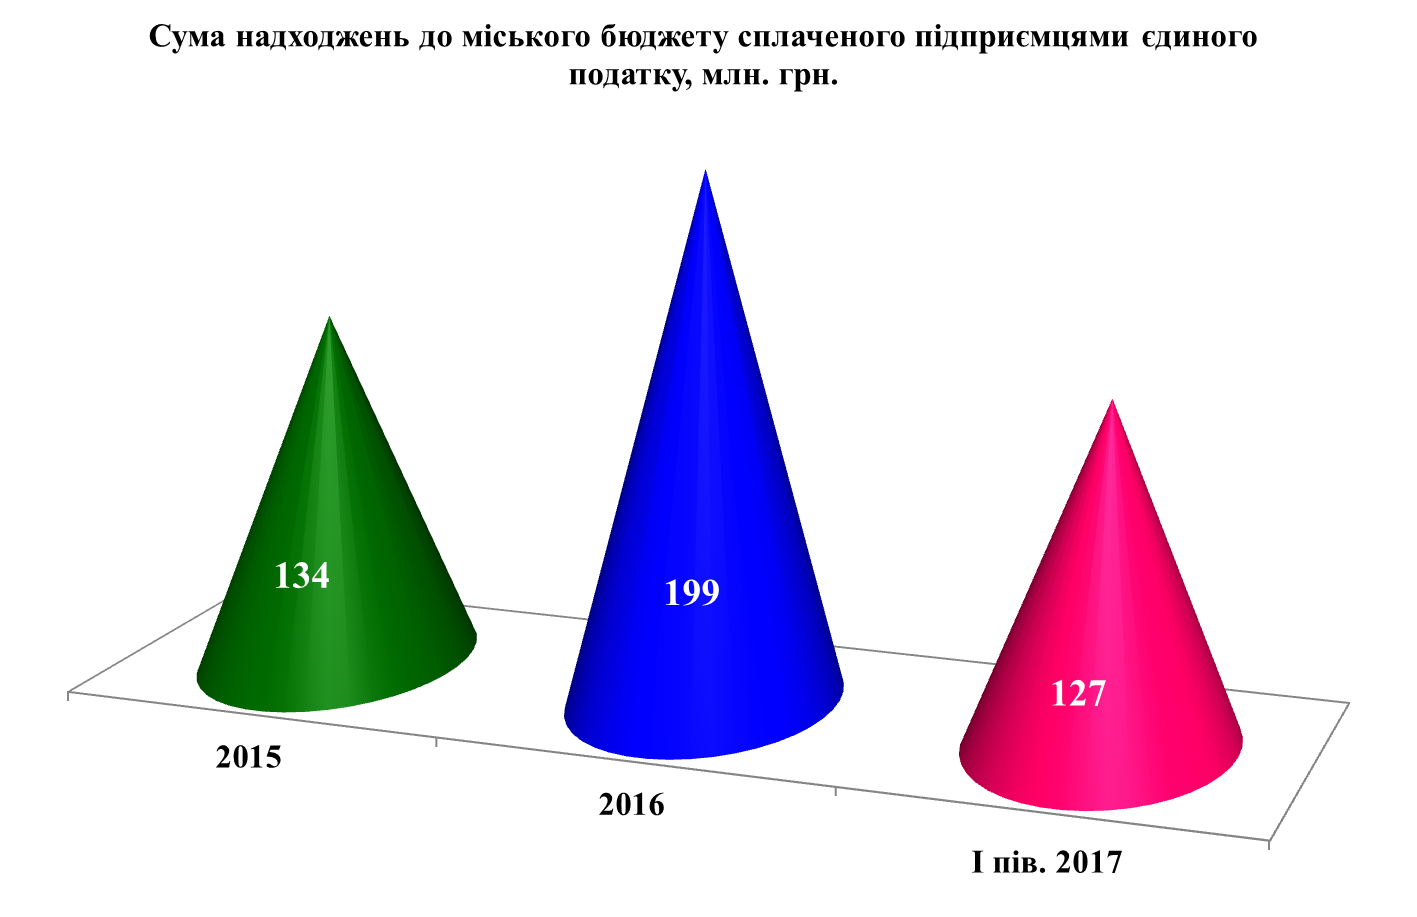 Сума надходжень до міського бюджету сплаченого підприємцями єдиного
податку, млн. грн.
134
199
127
2015
2016
І пів. 2017